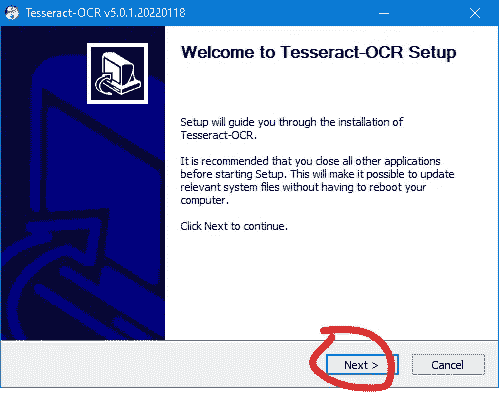 Tesseract-OCR v5.0.1.20220118
Welcome to Tesseract-OCR Setup
Setup will guide you through the installation of
Tesseract-OCR.
It is recommended that you close all other applications
before starting Setup. This will make it possible to update
relevant system files without having to reboot your
computer.
Click Next to continue.
Next >
Cancel